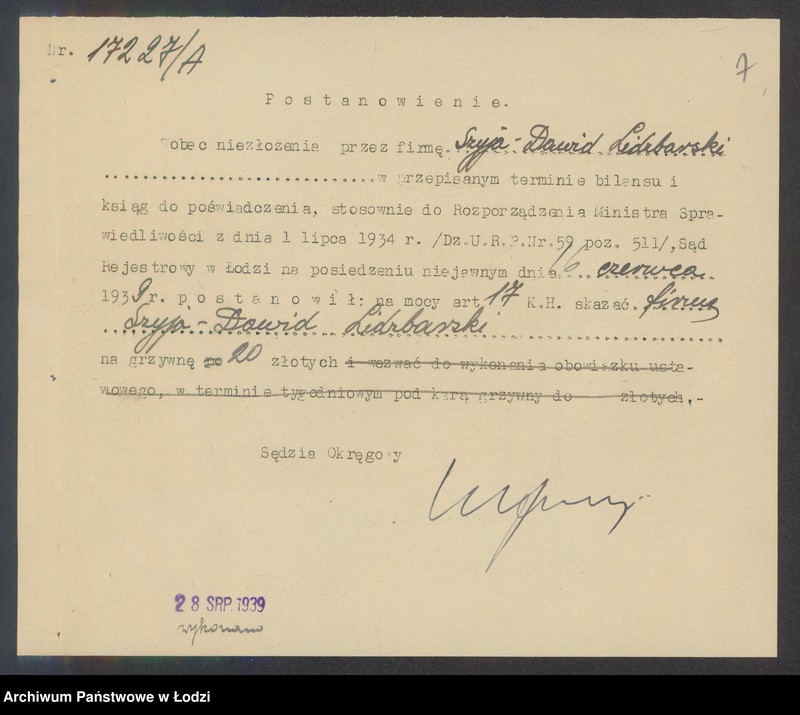 Nr. 17227/A
7
Postanowienie.
Wobec niezłożenia przez firmę Szyja-Dawid Lidzbarski
..............................w przepisanym terminie bilansu i
ksiąg do poświadczenia, stosownie do Rozporządzenia Ministra Spra-
wiedliwości z dnia 1 lipca 1934 r. /Dz.U.R.P.Nr.59 poz. 511/,Sąd
Rejestrowy w Łodzi na posiedzeniu niejawnym dnia 16 czerwca
1939 r. postanowił: na mocy art 17 K.H. skazać firmę
Szyja-Dawid Lidzbarski
na grzywnę po 20 złotych i wezwać do wykonania obowiązku usta-
wowego, w terminie tygodniowym pod karą grzywny do złotych,-
Sędzia Okręgowy
28 SRP. 1939
wykonano
Archiwum Państwowe w Łodzi